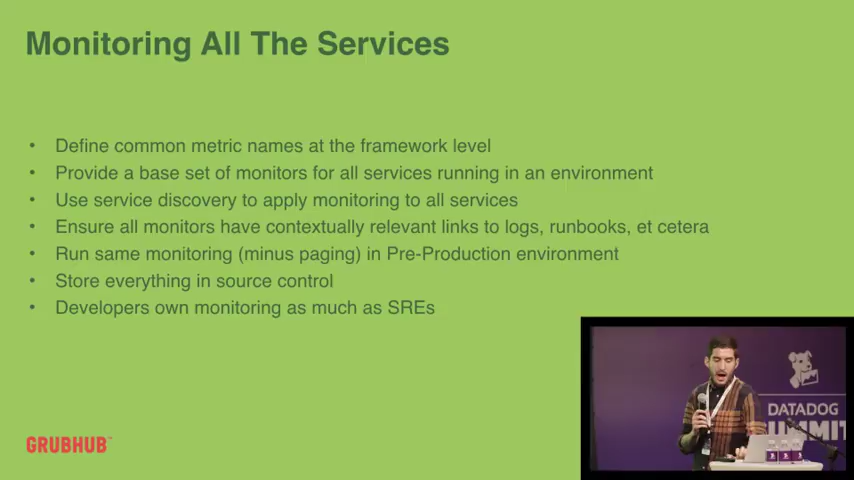 Monitoring All The Services
• Define common metric names at the framework level
• Provide a base set of monitors for all services running in an environment
• Use service discovery to apply monitoring to all services
• Ensure all monitors have contextually relevant links to logs, runbooks, et cetera
• Run same monitoring (minus paging) in Pre-Production environment
• Store everything in source control
• Developers own monitoring as much as SREs
DATADOG
SUMMIT
GRUBHUB